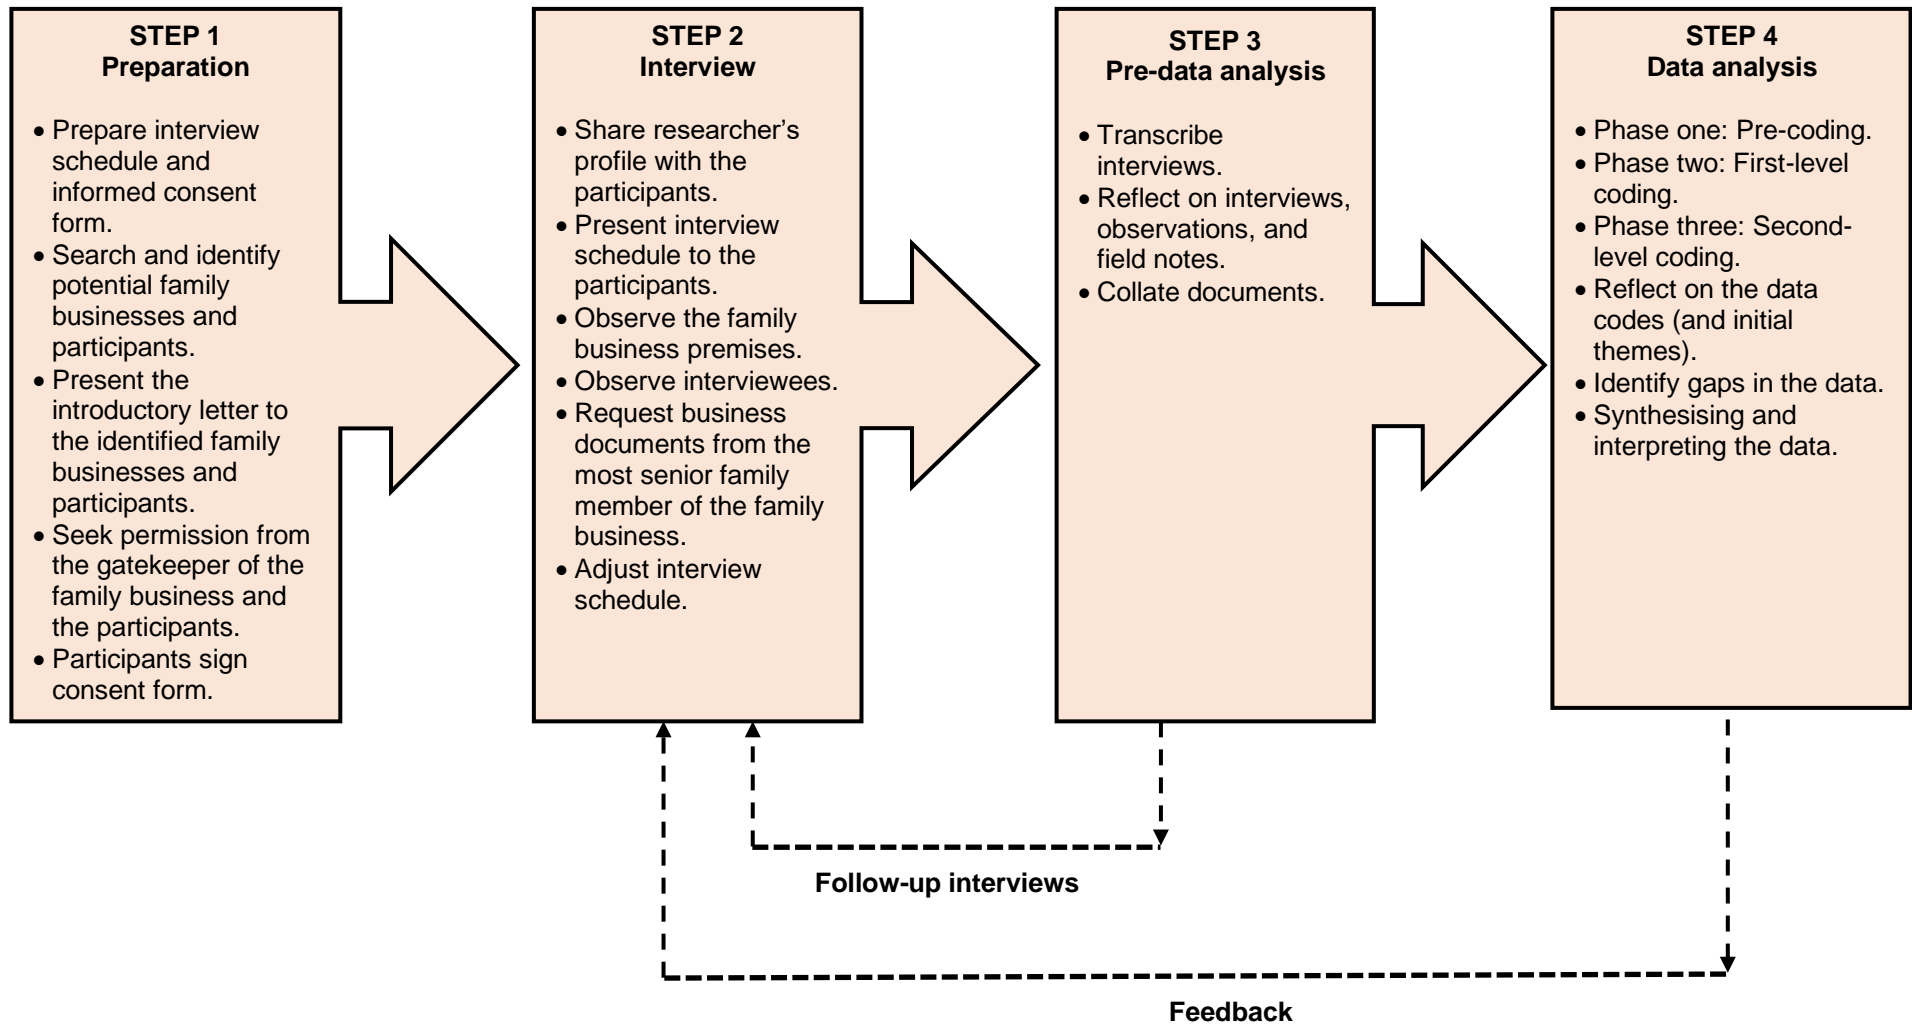 STEP 1
Preparation
• Prepare interview
schedule and
informed consent
form.
• Search and identify
potential family
businesses and
participants.
• Present the
introductory letter to
the identified family
businesses and
participants.
• Seek permission from
the gatekeeper of the
family business and
the participants.
• Participants sign
consent form.
STEP 2
Interview
• Share researcher’s
profile with the
participants.
• Present interview
schedule to the
participants.
• Observe the family
business premises.
• Observe interviewees.
• Request business
documents from the
most senior family
member of the family
business.
• Adjust interview
schedule.
STEP 3
Pre-data analysis
• Transcribe
interviews.
• Reflect on interviews,
observations, and
field notes.
• Collate documents.
STEP 4
Data analysis
• Phase one: Pre-coding.
• Phase two: First-level
coding.
• Phase three: Second-
level coding.
• Reflect on the data
codes (and initial
themes).
• Identify gaps in the data.
• Synthesising and
interpreting the data.
Follow-up interviews
Feedback